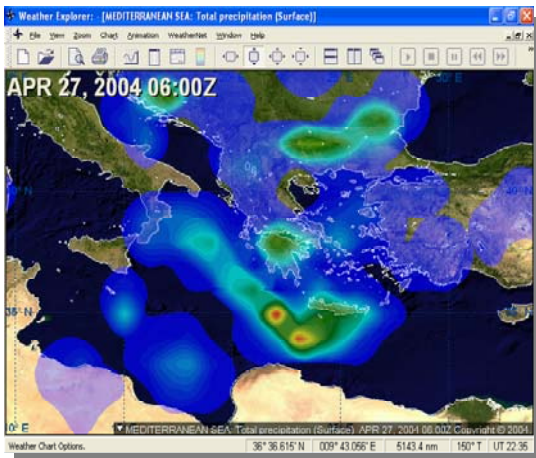 Weather Explorer: - [MEDITERRANEAN SEA: Total precipitation (Surface)]
File View Zoom Chart Animation WeatherNet Window Help
APR 27, 2004 06:00Z
35° N
MEDITERRANEAN SEA: Total precipitation (Surface) APR 27, 2004 06:00Z Copyright © 2004
Weather Chart Options. 36° 36.615' N 009° 43.056' E 5143.4 nm 150° T UT 22:35